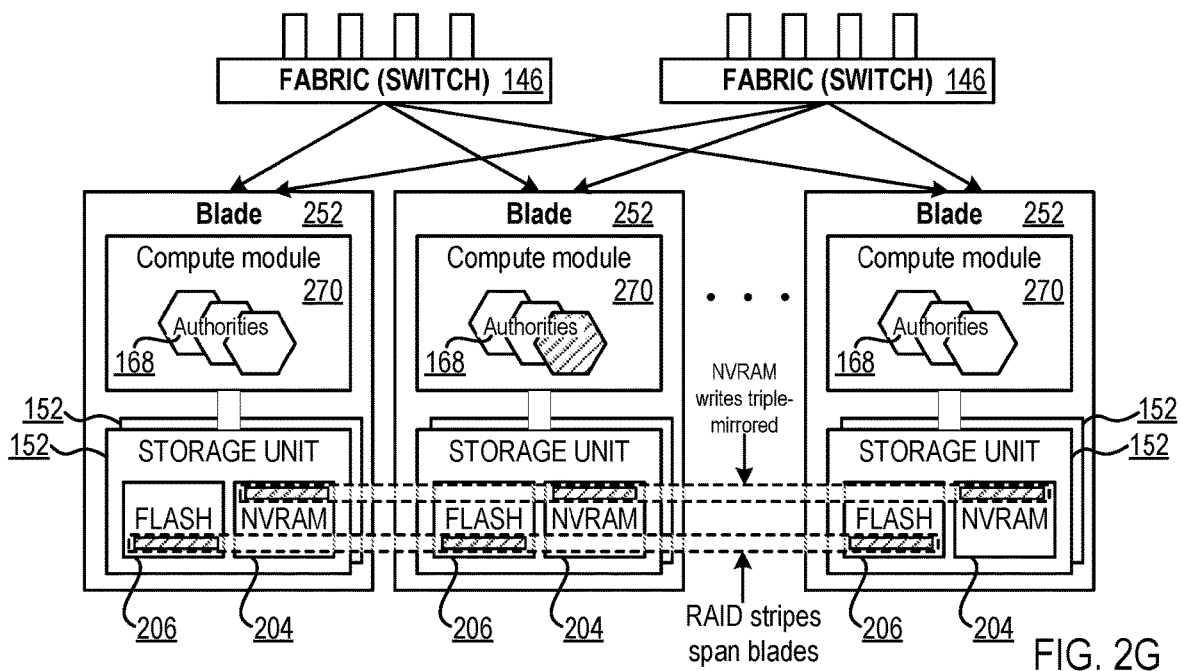 FABRIC (SWITCH) 146
FABRIC (SWITCH) 146
Blade 252
Compute module
270
Authorities
168
152
152
STORAGE UNIT
FLASH
NVRAM
206
204
Blade 252
Compute module
270
Authorities
168
STORAGE UNIT
FLASH
NVRAM
206
204
• • •
NVRAM
writes triple-
mirrored
RAID stripes
span blades
Blade 252
Compute module
270
Authorities
168
152
152
STORAGE UNIT
FLASH
NVRAM
206
204
FIG. 2G